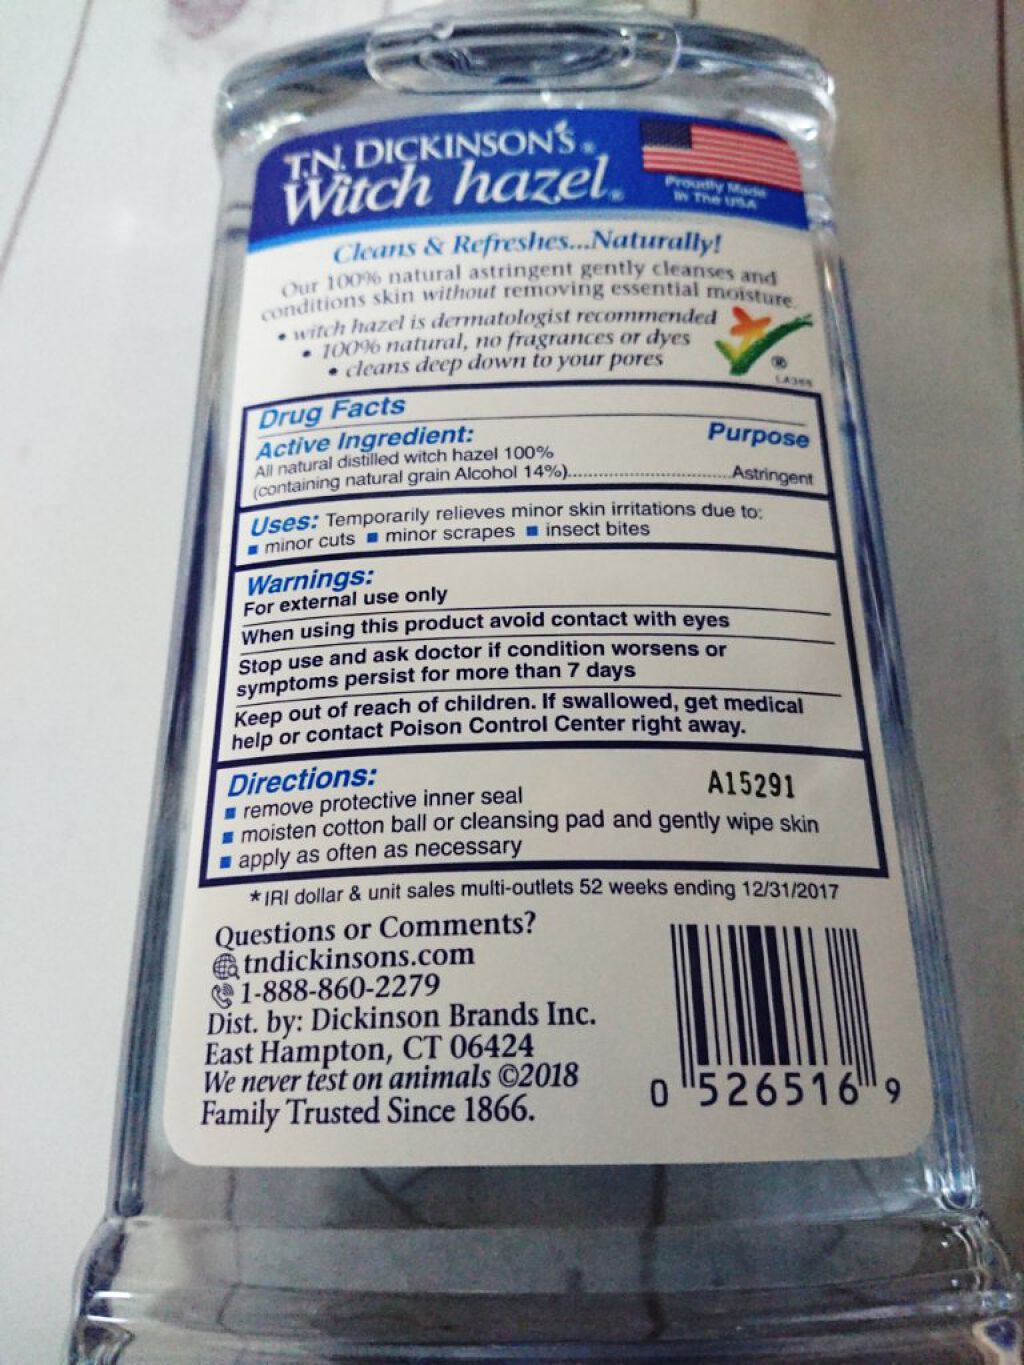 T.N. DICKINSON'S®
Witch hazel®
Proudly Made
In The USA
Cleans & Refreshes...Naturally!
Our 100% natural astringent gently cleanses and
conditions skin without removing essential moisture.
• witch hazel is dermatologist recommended
• 100% natural, no fragrances or dyes
• cleans deep down to your pores
®
Drug Facts
Active Ingredient: Purpose
All natural distilled witch hazel 100%
(containing natural grain Alcohol 14%)..............................Astringent
Uses: Temporarily relieves minor skin irritations due to:
■ minor cuts ■ minor scrapes ■ insect bites
Warnings:
For external use only
When using this product avoid contact with eyes
Stop use and ask doctor if condition worsens or
symptoms persist for more than 7 days
Keep out of reach of children. If swallowed, get medical
help or contact Poison Control Center right away.
Directions: A15291
■ remove protective inner seal
■ moisten cotton ball or cleansing pad and gently wipe skin
■ apply as often as necessary
*IRI dollar & unit sales multi-outlets 52 weeks ending 12/31/2017
Questions or Comments?
tndickinsons.com
1-888-860-2279
Dist. by: Dickinson Brands Inc.
East Hampton, CT 06424
We never test on animals ©2018
Family Trusted Since 1866.
0 526516 9